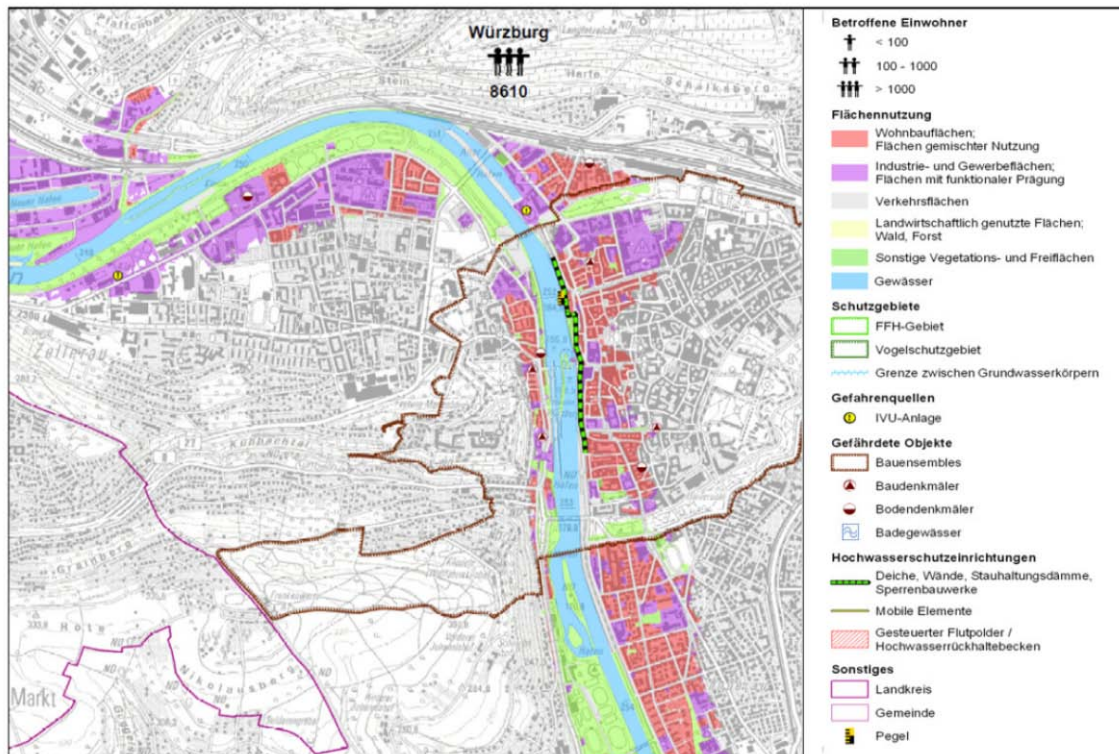 Würzburg
8610
Stein
Harfe
Schalksberg
Zellerau
Kühbachtal
Nikolausberg
Markt
Hafen
Betroffene Einwohner
< 100
100 - 1000
> 1000
Flächennutzung
Wohnbauflächen;
Flächen gemischter Nutzung
Industrie- und Gewerbeflächen;
Flächen mit funktionaler Prägung
Verkehrsflächen
Landwirtschaftlich genutzte Flächen;
Wald, Forst
Sonstige Vegetations- und Freiflächen
Gewässer
Schutzgebiete
FFH-Gebiet
Vogelschutzgebiet
Grenze zwischen Grundwasserkörpern
Gefahrenquellen
IVU-Anlage
Gefährdete Objekte
Bauensembles
Baudenkmäler
Bodendenkmäler
Badegewässer
Hochwasserschutzeinrichtungen
Deiche, Wände, Stauhaltungsdämme,
Sperrenbauwerke
Mobile Elemente
Gesteuerter Flutpolder /
Hochwasserrückhaltebecken
Sonstiges
Landkreis
Gemeinde
Pegel